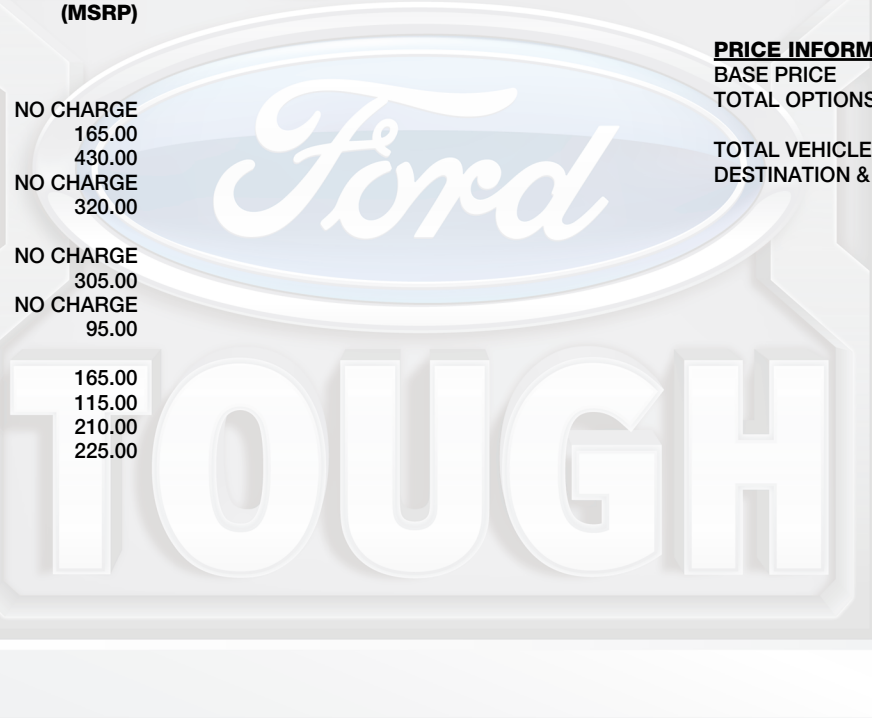 (MSRP)
NO CHARGE
165.00
430.00
NO CHARGE
320.00
NO CHARGE
305.00
NO CHARGE
95.00
165.00
115.00
210.00
225.00
PRICE INFORM
BASE PRICE
TOTAL OPTIONS
TOTAL VEHICLE
DESTINATION &
Ford
TOUGH